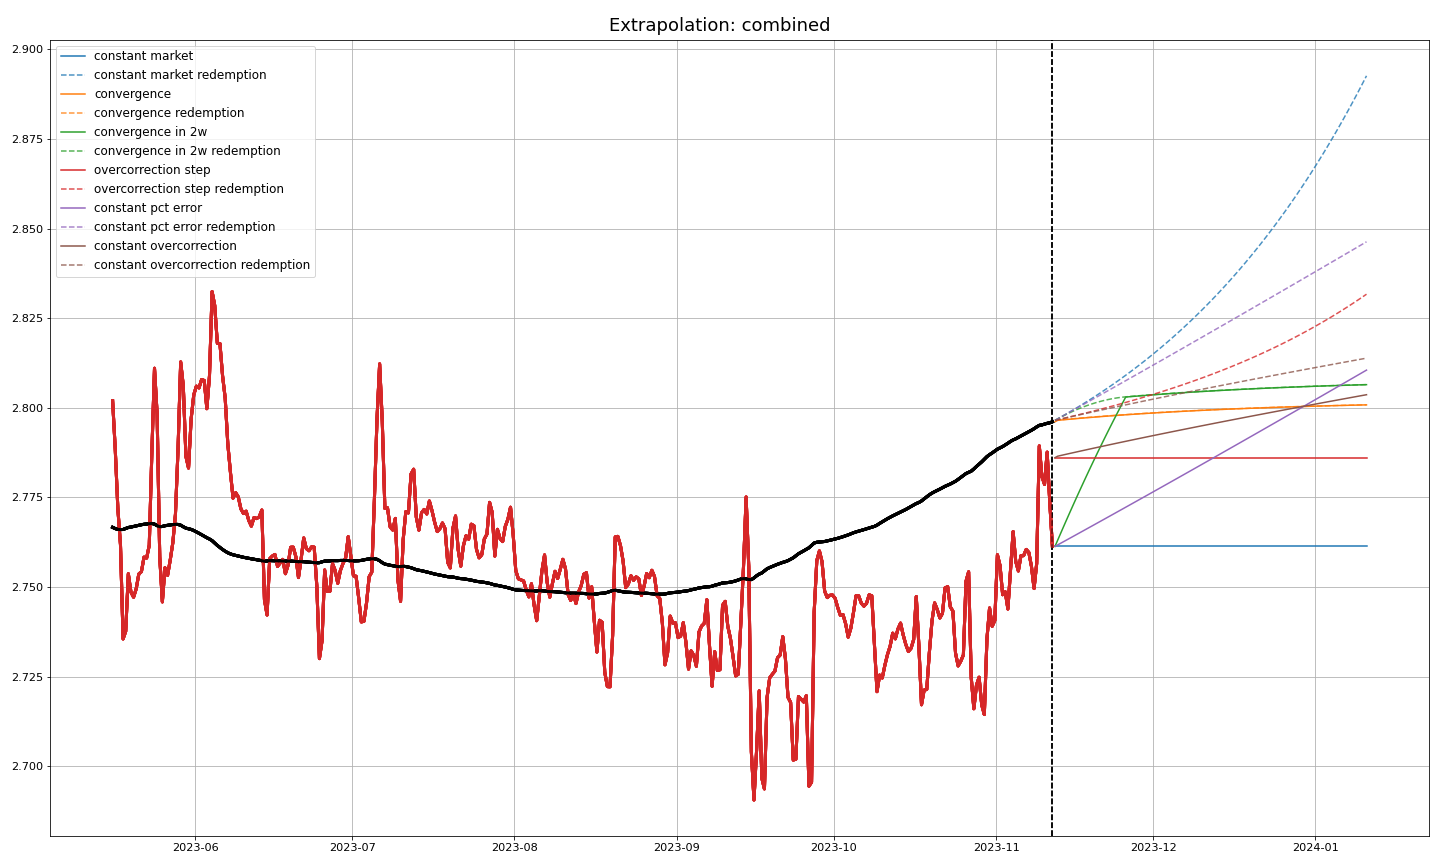 Extrapolation: combined
2.900
2.875
2.850
2.825
2.800
2.775
2.750
2.725
2.700
constant market
constant market redemption
convergence
convergence redemption
convergence in 2w
convergence in 2w redemption
overcorrection step
overcorrection step redemption
constant pct error
constant pct error redemption
constant overcorrection
constant overcorrection redemption
2023-06 2023-07 2023-08 2023-09 2023-10 2023-11 2023-12 2024-01